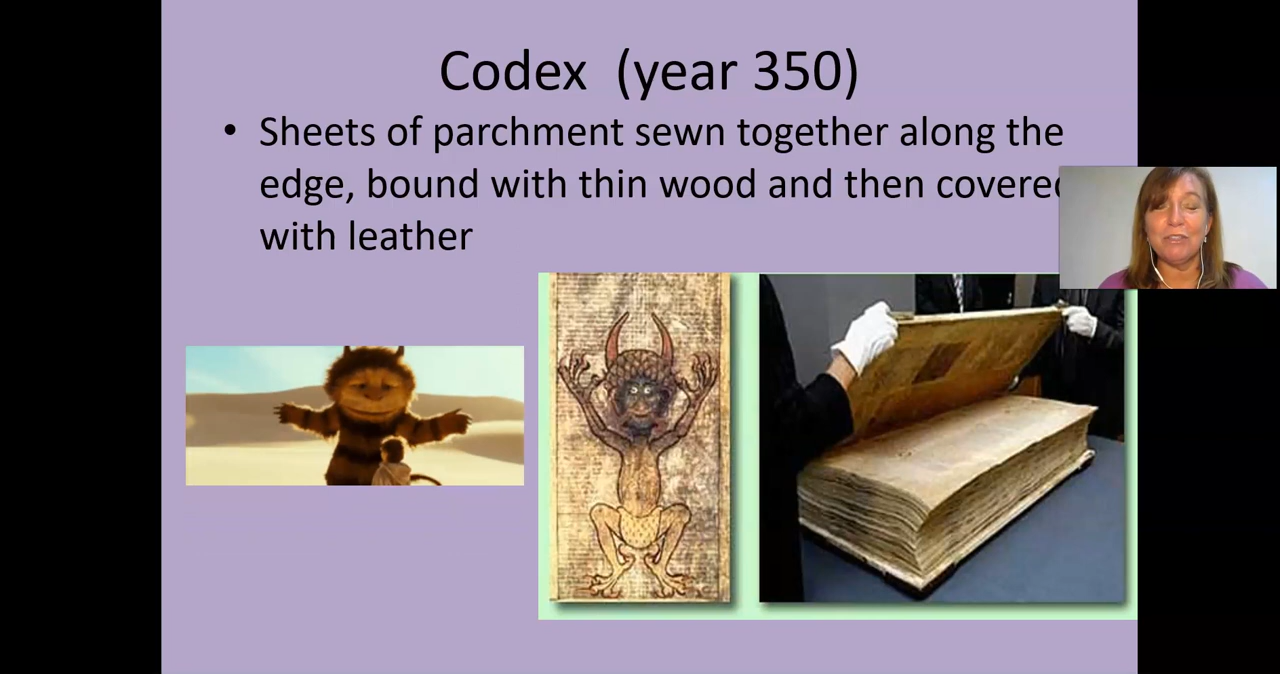 Codex (year 350)
• Sheets of parchment sewn together along the
edge, bound with thin wood and then covered
with leather